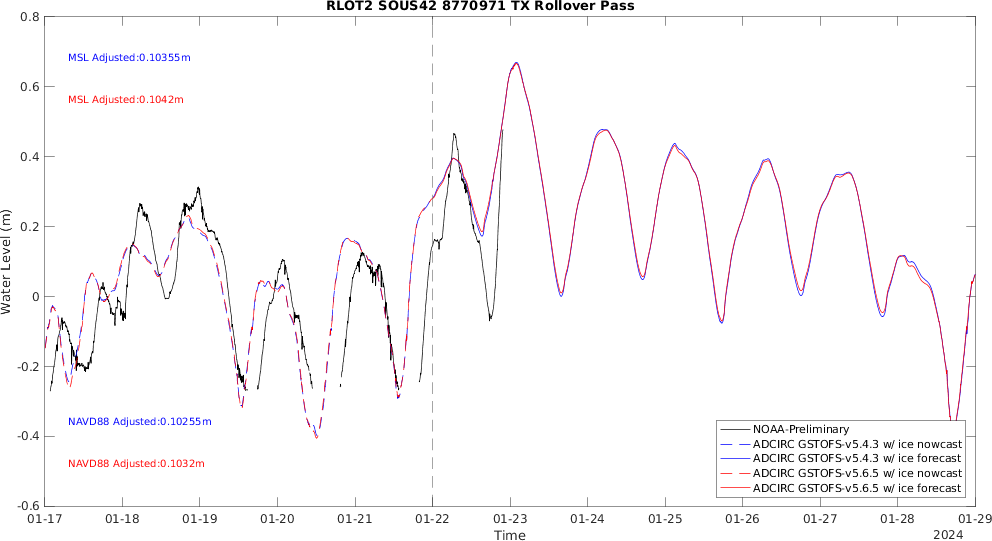 RLOT2 SOUS42 8770971 TX Rollover Pass
0.8
0.6
0.4
0.2
0
-0.2
-0.4
-0.6
Water Level (m)
MSL Adjusted:0.10355m
MSL Adjusted:0.1042m
NAVD88 Adjusted:0.10255m
NAVD88 Adjusted:0.1032m
NOAA-Preliminary
ADCIRC GSTOFS-v5.4.3 w/ ice nowcast
ADCIRC GSTOFS-v5.4.3 w/ ice forecast
ADCIRC GSTOFS-v5.6.5 w/ ice nowcast
ADCIRC GSTOFS-v5.6.5 w/ ice forecast
01-17 01-18 01-19 01-20 01-21 01-22 01-23 01-24 01-25 01-26 01-27 01-28 01-29
Time
2024